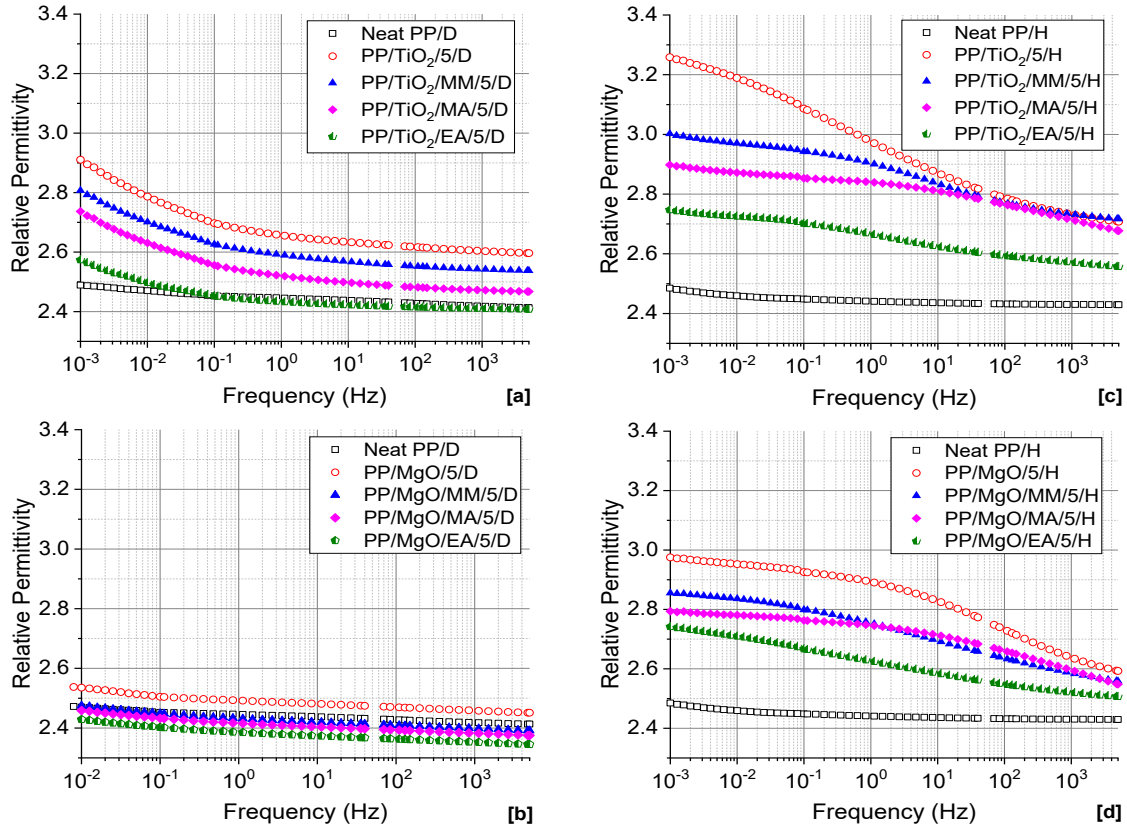 Relative Permittivity
3.4
3.2
3.0
2.8
2.6
2.4
Neat PP/D
PP/TiO₂/5/D
PP/TiO₂/MM/5/D
PP/TiO₂/MA/5/D
PP/TiO₂/EA/5/D
10⁻³ 10⁻² 10⁻¹ 10⁰ 10¹ 10² 10³
Frequency (Hz)
[a]
Relative Permittivity
3.4
3.2
3.0
2.8
2.6
2.4
Neat PP/H
PP/TiO₂/5/H
PP/TiO₂/MM/5/H
PP/TiO₂/MA/5/H
PP/TiO₂/EA/5/H
10⁻³ 10⁻² 10⁻¹ 10⁰ 10¹ 10² 10³
Frequency (Hz)
[c]
Relative Permittivity
3.4
3.2
3.0
2.8
2.6
2.4
Neat PP/D
PP/MgO/5/D
PP/MgO/MM/5/D
PP/MgO/MA/5/D
PP/MgO/EA/5/D
10⁻² 10⁻¹ 10⁰ 10¹ 10² 10³
Frequency (Hz)
[b]
Relative Permittivity
3.4
3.2
3.0
2.8
2.6
2.4
Neat PP/H
PP/MgO/5/H
PP/MgO/MM/5/H
PP/MgO/MA/5/H
PP/MgO/EA/5/H
10⁻³ 10⁻² 10⁻¹ 10⁰ 10¹ 10² 10³
Frequency (Hz)
[d]